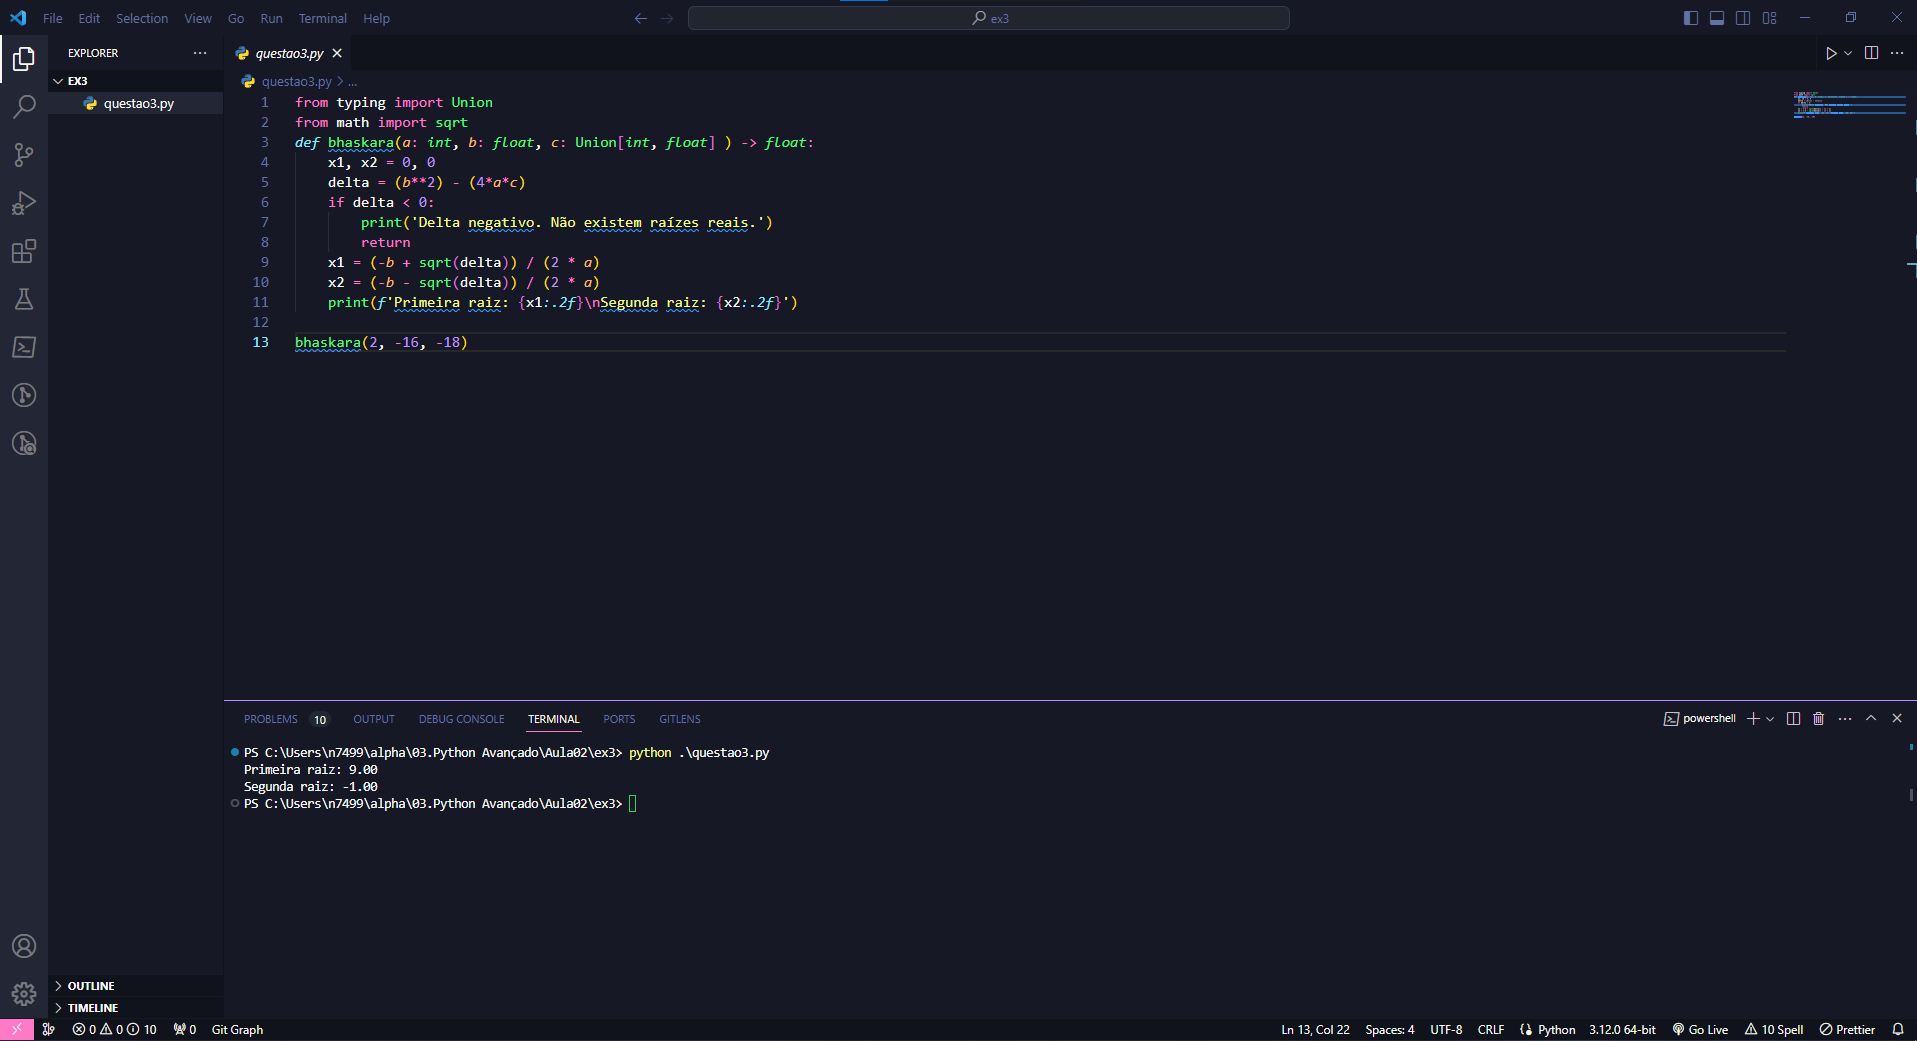 File Edit Selection View Go Run Terminal Help ex3
EXPLORER
EX3
questao3.py
OUTLINE
TIMELINE
questao3.py
questao3.py > ...
1 from typing import Union
2 from math import sqrt
3 def bhaskara(a: int, b: float, c: Union[int, float] ) -> float:
4 x1, x2 = 0, 0
5 delta = (b**2) - (4*a*c)
6 if delta < 0:
7 print('Delta negativo. Não existem raízes reais.')
8 return
9 x1 = (-b + sqrt(delta)) / (2 * a)
10 x2 = (-b - sqrt(delta)) / (2 * a)
11 print(f'Primeira raiz: {x1:.2f}\nSegunda raiz: {x2:.2f}')
12
13 bhaskara(2, -16, -18)
PROBLEMS 10 OUTPUT DEBUG CONSOLE TERMINAL PORTS GITLENS powershell
PS C:\Users\n7499\alpha\03.Python Avançado\Aula02\ex3> python .\questao3.py
Primeira raiz: 9.00
Segunda raiz: -1.00
PS C:\Users\n7499\alpha\03.Python Avançado\Aula02\ex3>
0 0 10 0 Git Graph Ln 13, Col 22 Spaces: 4 UTF-8 CRLF Python 3.12.0 64-bit Go Live 10 Spell Prettier